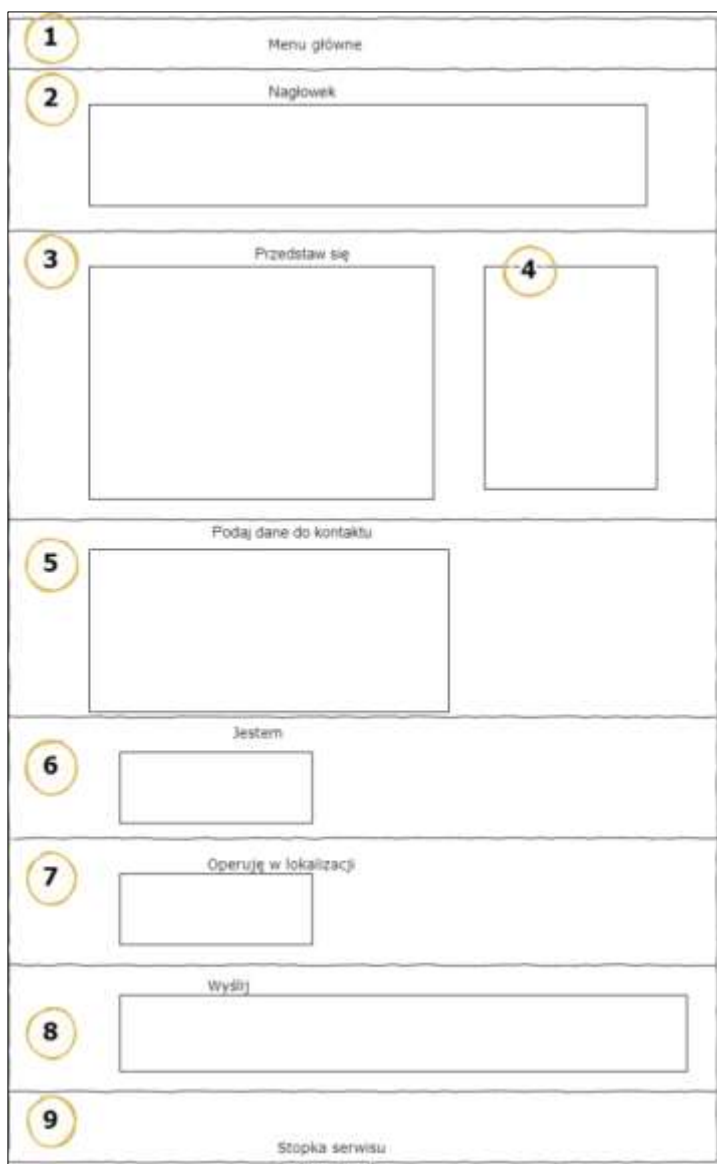 1
Menu główne
2
Nagłowek
3
Przedstaw się
4
Podaj dane do kontaktu
5
Jestem
6
Operuję w lokalizacji
7
Wyślij
8
9
Stopka serwisu